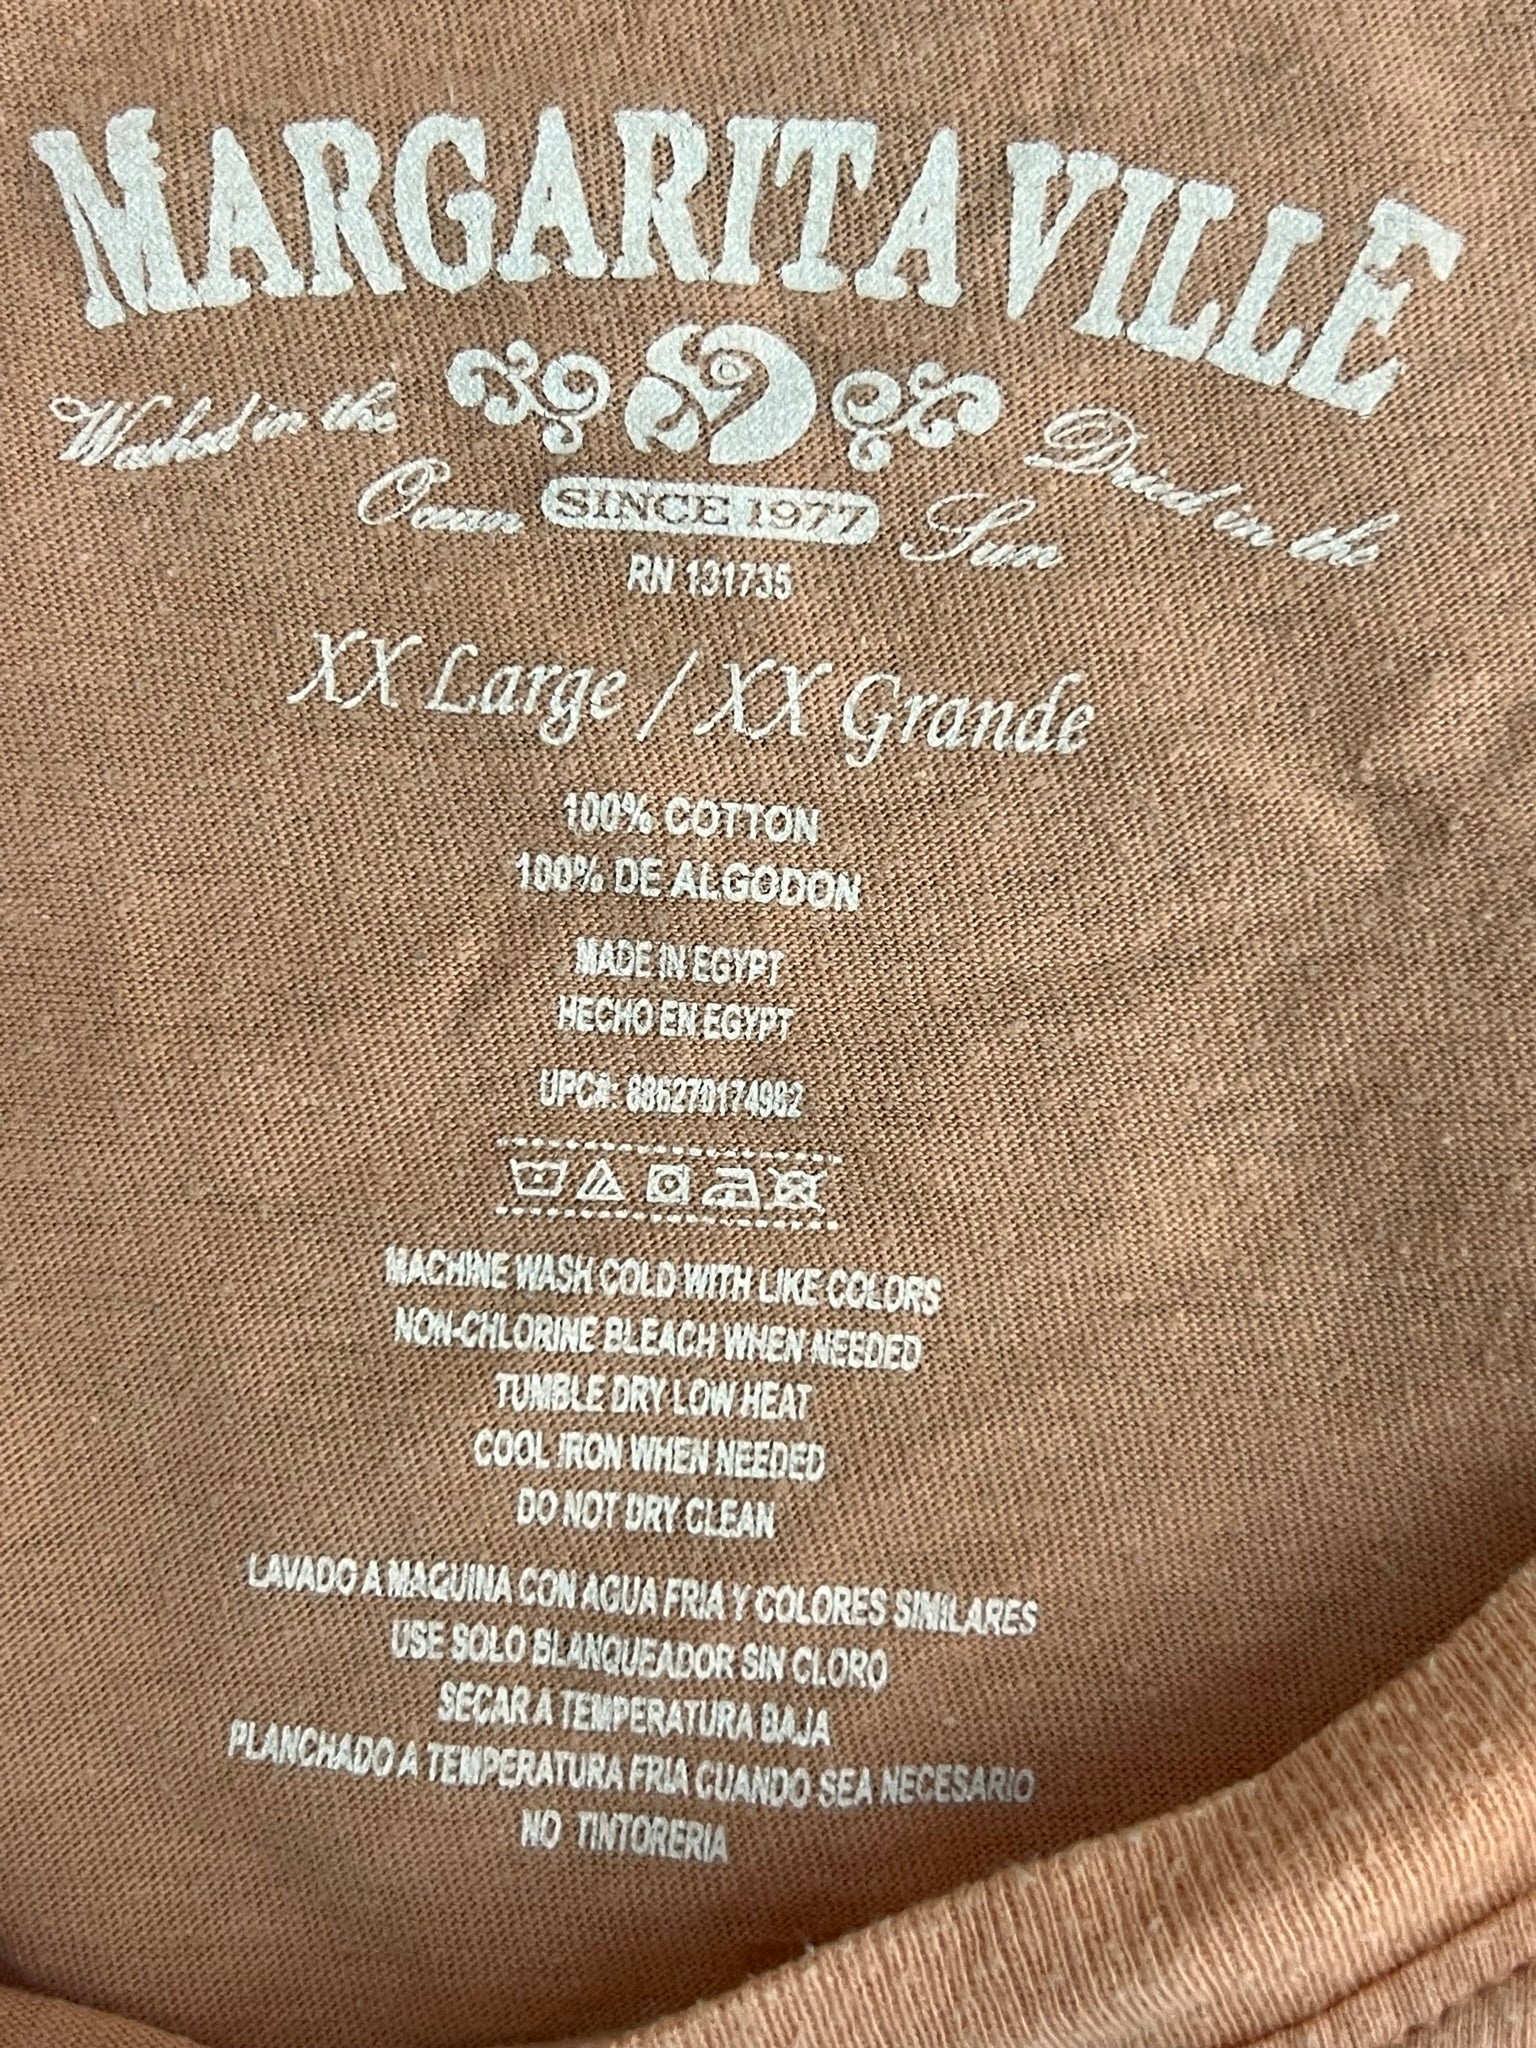 MARGARITAVILLE
Washed in the Ocean
Dried in the Sun
SINCE 1977
RN 131735
XX Large / XX Grande
100% COTTON
100% DE ALGODON
MADE IN EGYPT
HECHO EN EGYPT
UPC#: 886270174982
MACHINE WASH COLD WITH LIKE COLORS
NON-CHLORINE BLEACH WHEN NEEDED
TUMBLE DRY LOW HEAT
COOL IRON WHEN NEEDED
DO NOT DRY CLEAN
LAVADO A MAQUINA CON AGUA FRIA Y COLORES SIMILARES
USE SOLO BLANQUEADOR SIN CLORO
SECAR A TEMPERATURA BAJA
PLANCHADO A TEMPERATURA FRIA CUANDO SEA NECESARIO
NO TINTORERIA